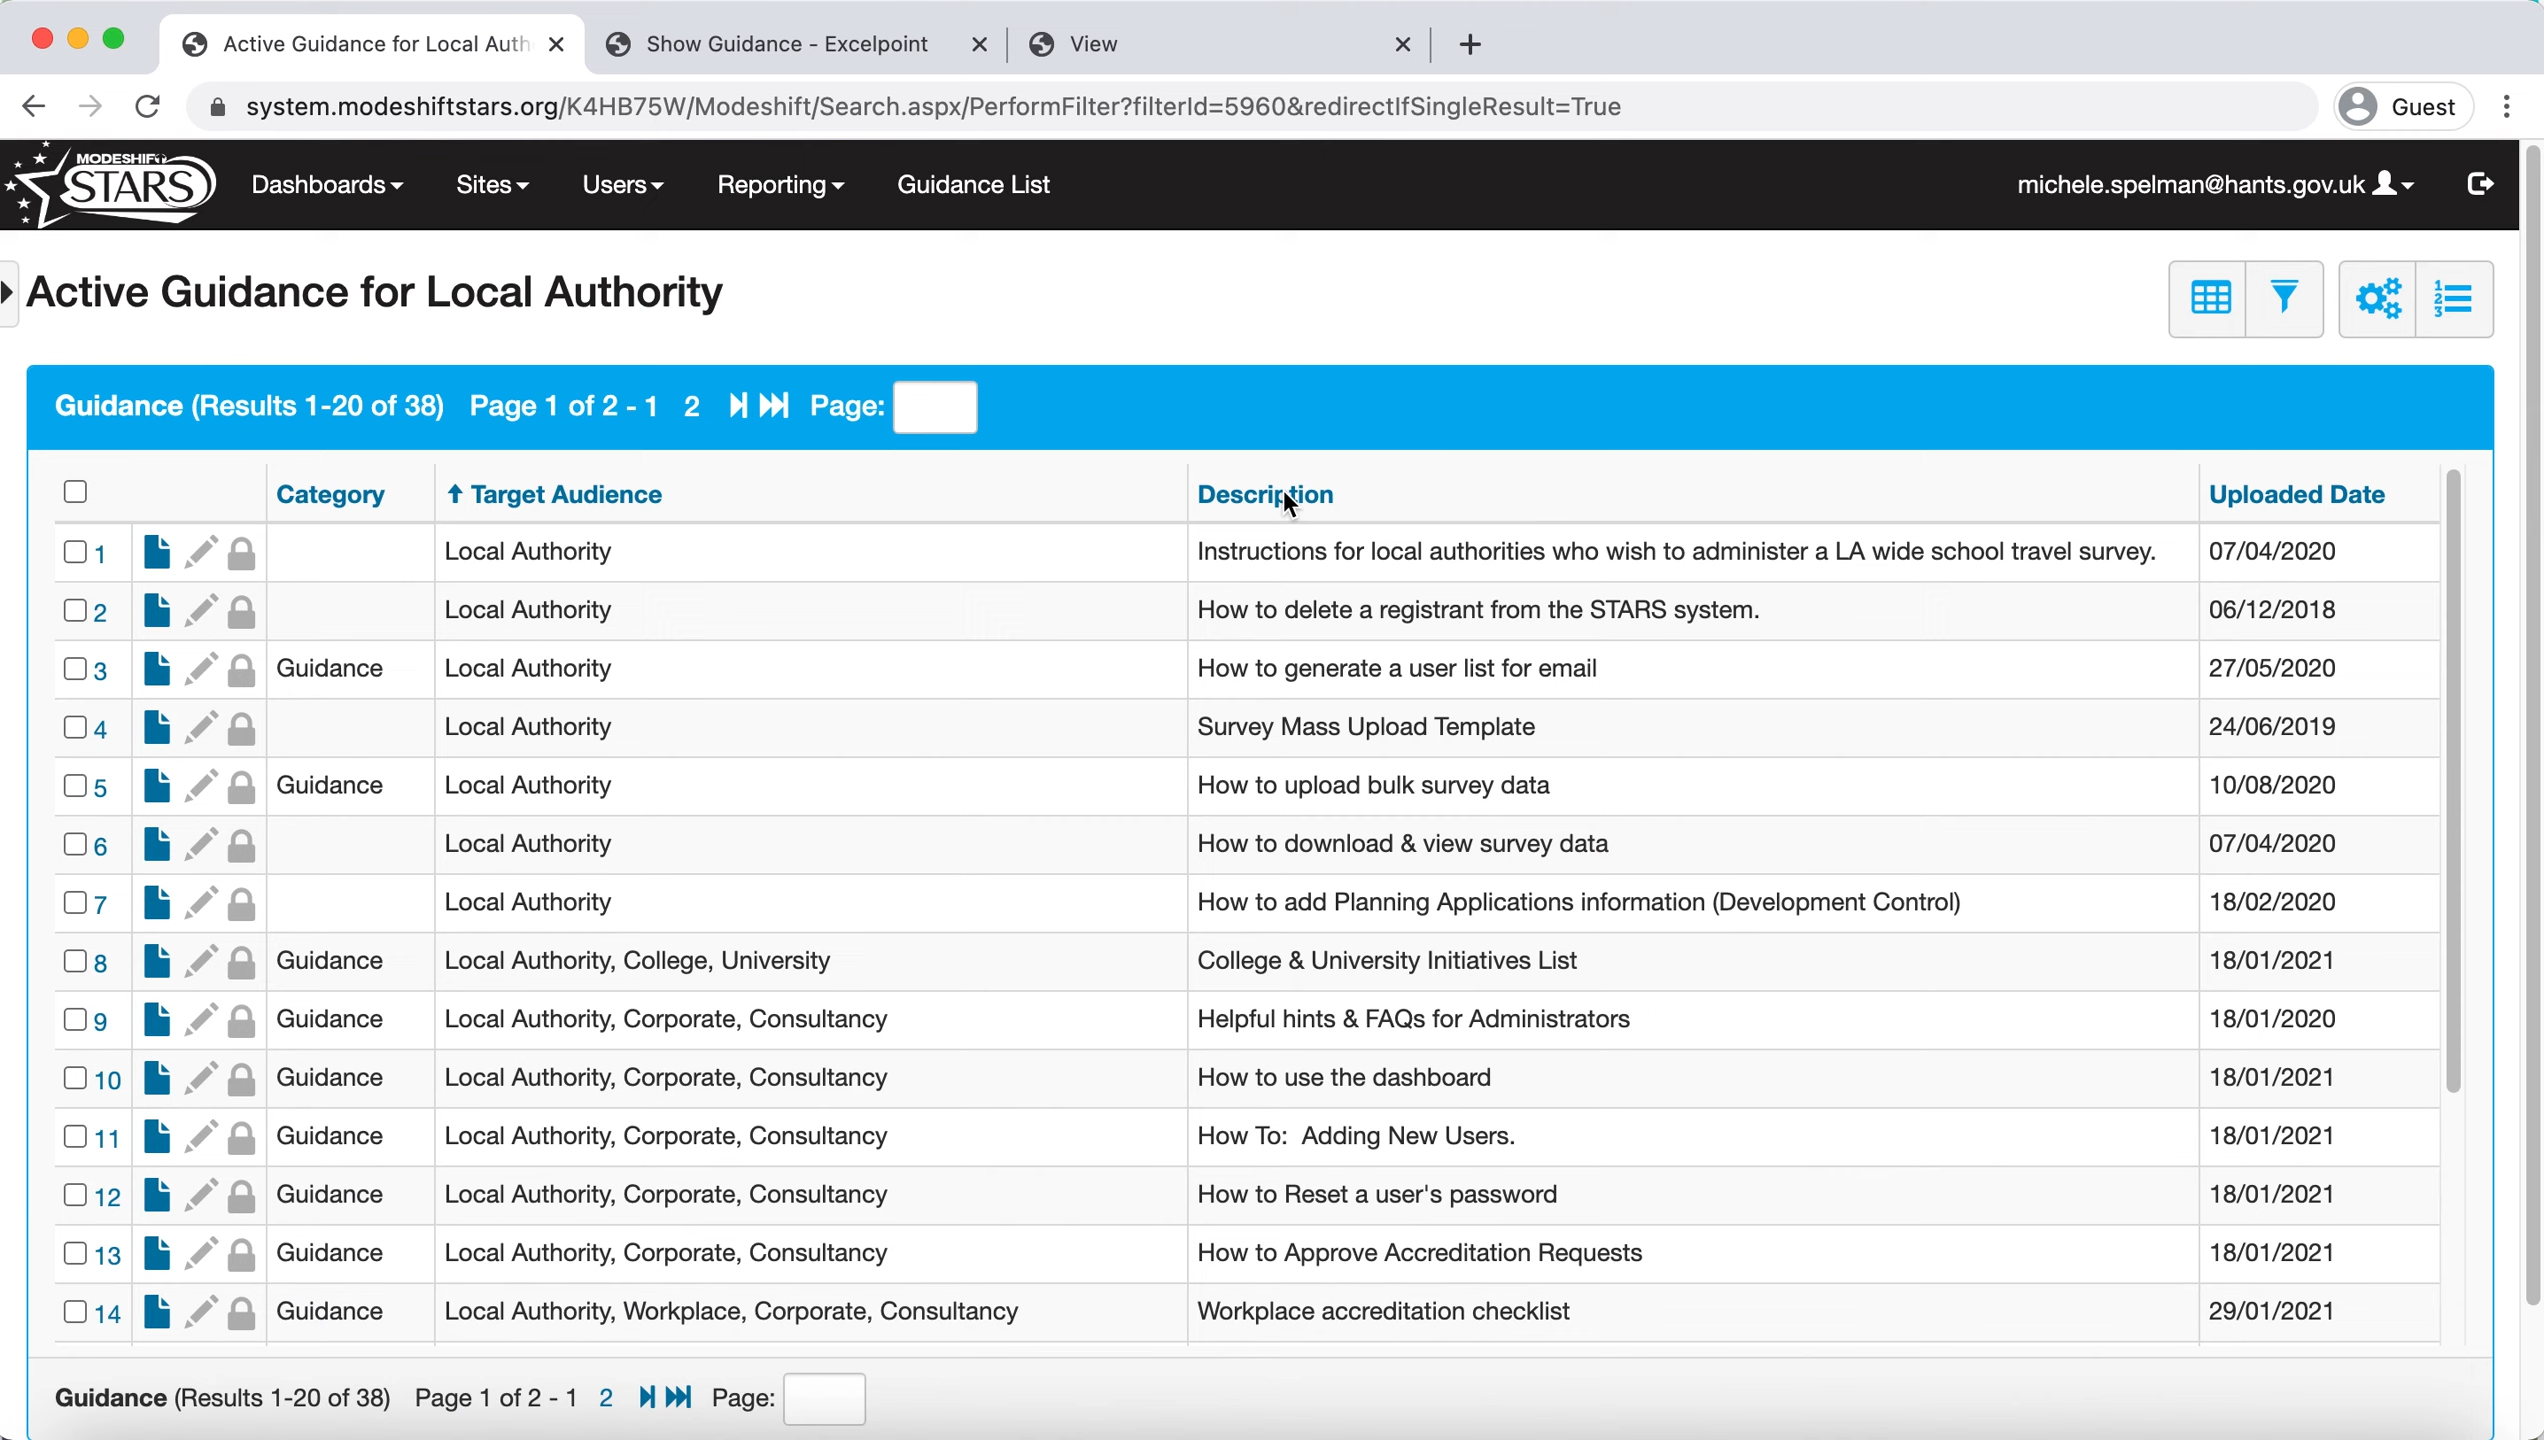 Active Guidance for Local Auth
Show Guidance - Excelpoint
View
system.modeshiftstars.org/K4HB75W/Modeshift/Search.aspx/PerformFilter?filterId=5960&redirectIfSingleResult=True
Guest
MODESHIFT STARS
Dashboards
Sites
Users
Reporting
Guidance List
michele.spelman@hants.gov.uk
Active Guidance for Local Authority
Guidance (Results 1-20 of 38) Page 1 of 2 - 1 2 Page:
Category Target Audience Description Uploaded Date
1 Local Authority Instructions for local authorities who wish to administer a LA wide school travel survey. 07/04/2020
2 Local Authority How to delete a registrant from the STARS system. 06/12/2018
3 Guidance Local Authority How to generate a user list for email 27/05/2020
4 Local Authority Survey Mass Upload Template 24/06/2019
5 Guidance Local Authority How to upload bulk survey data 10/08/2020
6 Local Authority How to download & view survey data 07/04/2020
7 Local Authority How to add Planning Applications information (Development Control) 18/02/2020
8 Guidance Local Authority, College, University College & University Initiatives List 18/01/2021
9 Guidance Local Authority, Corporate, Consultancy Helpful hints & FAQs for Administrators 18/01/2020
10 Guidance Local Authority, Corporate, Consultancy How to use the dashboard 18/01/2021
11 Guidance Local Authority, Corporate, Consultancy How To: Adding New Users. 18/01/2021
12 Guidance Local Authority, Corporate, Consultancy How to Reset a user's password 18/01/2021
13 Guidance Local Authority, Corporate, Consultancy How to Approve Accreditation Requests 18/01/2021
14 Guidance Local Authority, Workplace, Corporate, Consultancy Workplace accreditation checklist 29/01/2021
Guidance (Results 1-20 of 38) Page 1 of 2 - 1 2 Page: